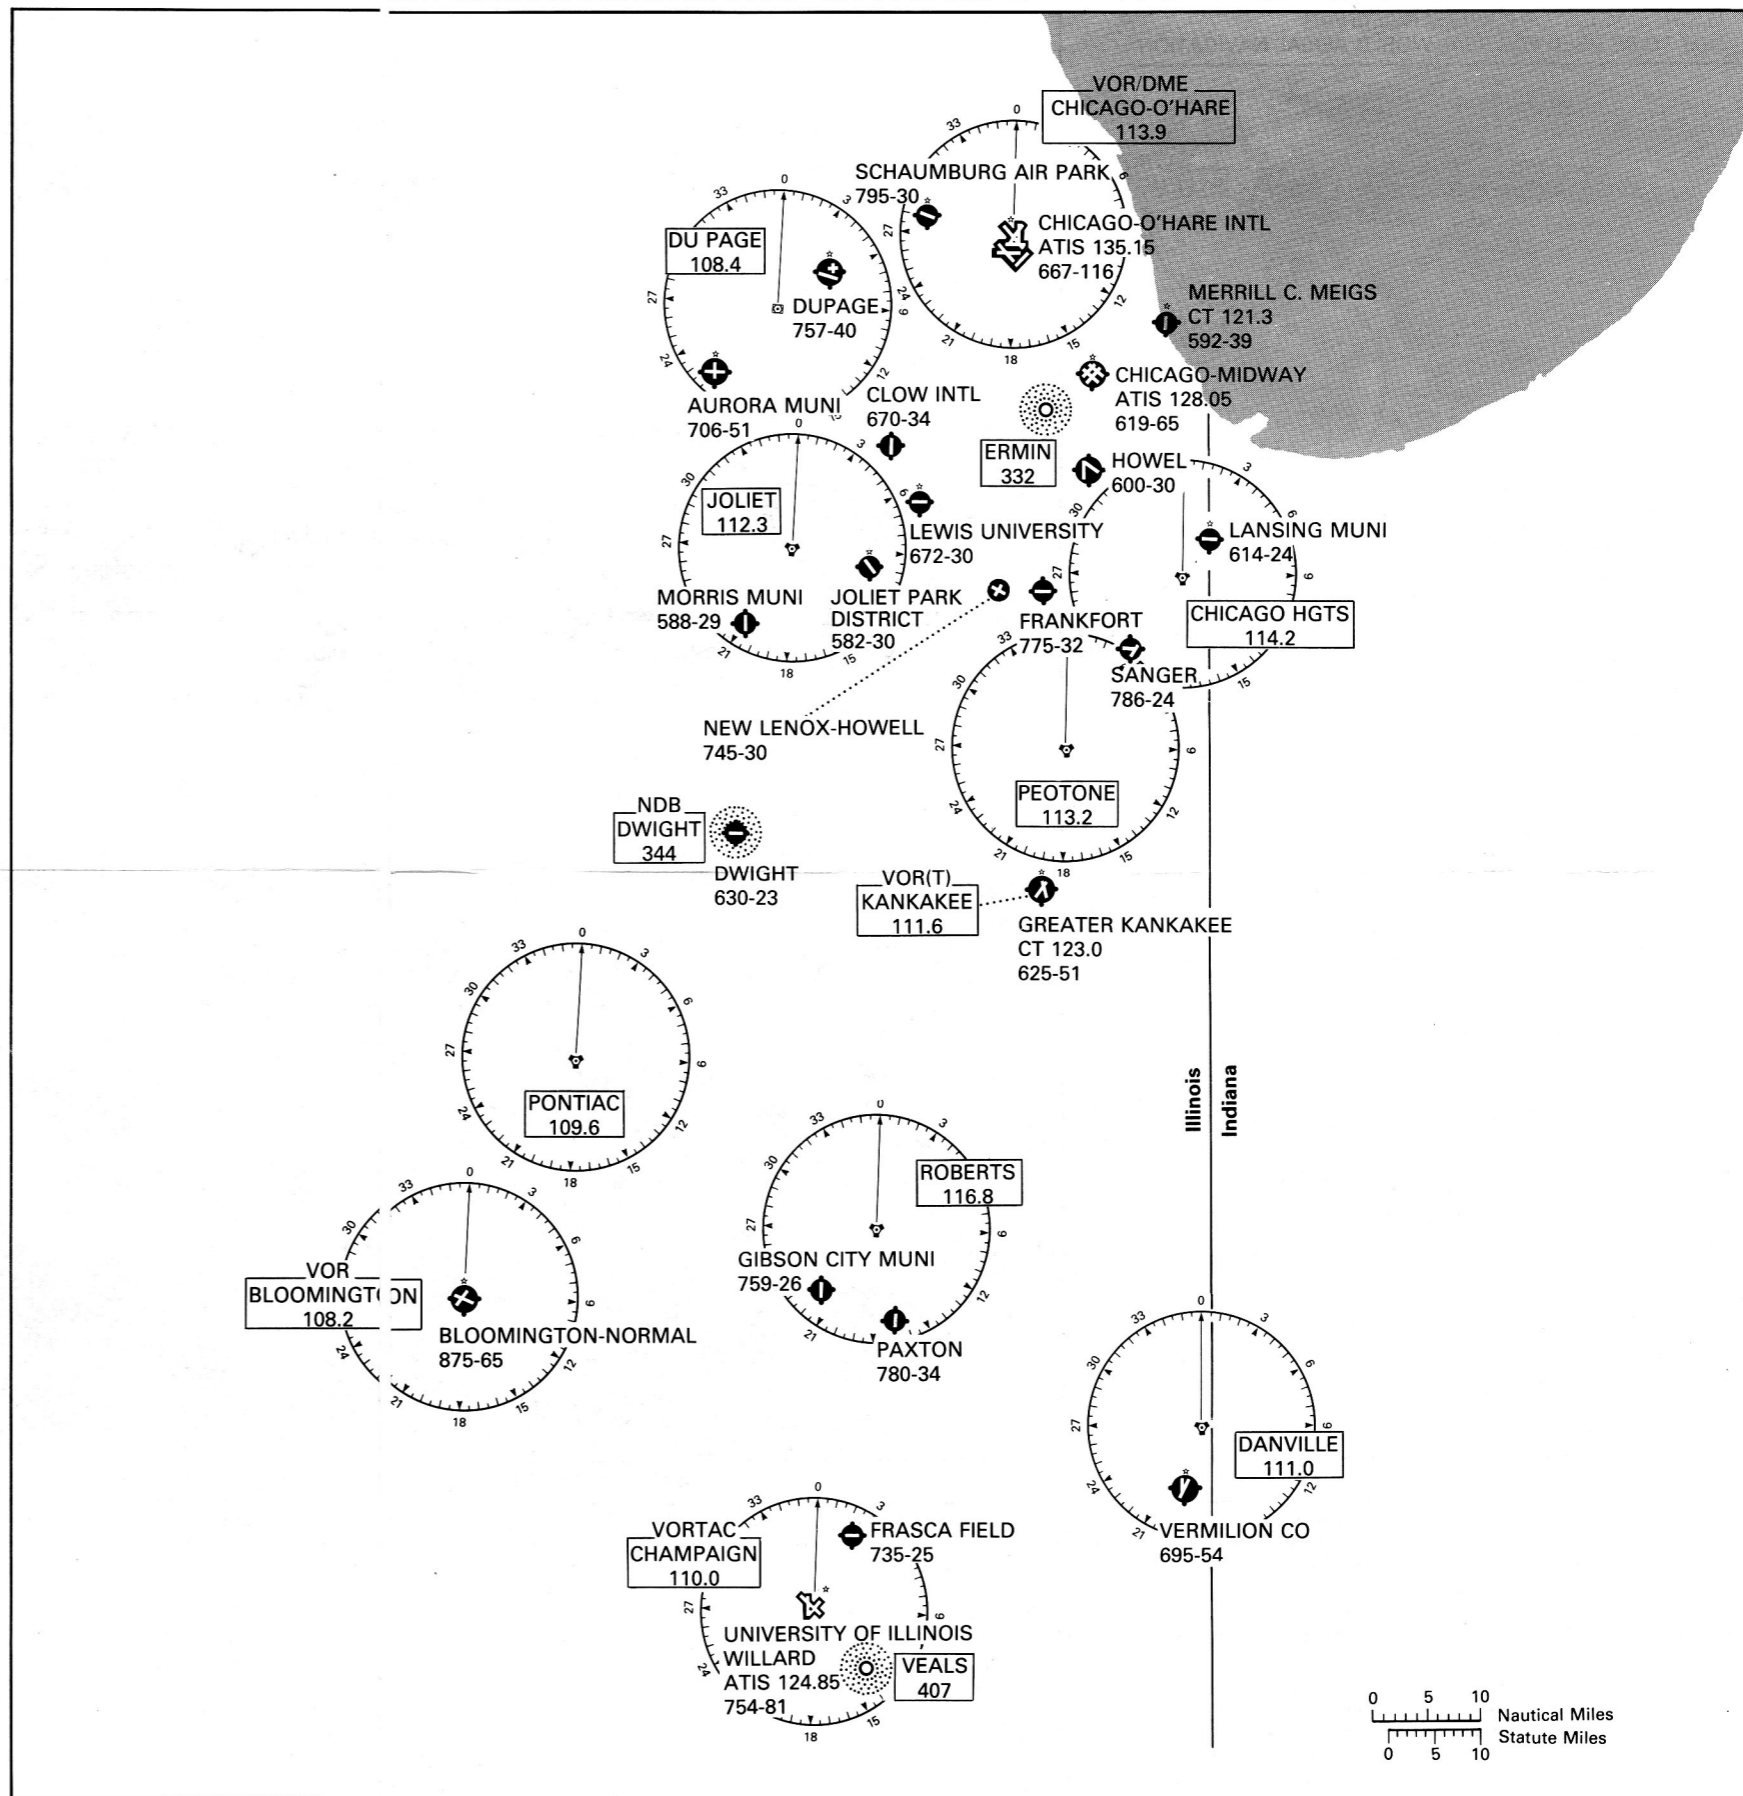 VOR/DME
CHICAGO-O'HARE
113.9
SCHAUMBURG AIR PARK
795-30
CHICAGO-O'HARE INTL
ATIS 135.15
667-116
DU PAGE
108.4
DUPAGE
757-40
MERRILL C. MEIGS
CT 121.3
592-39
CHICAGO-MIDWAY
ATIS 128.05
619-65
AURORA MUNI
706-51
CLOW INTL
670-34
ERMIN
332
HOWEL
600-30
JOLIET
112.3
LEWIS UNIVERSITY
672-30
LANSING MUNI
614-24
MORRIS MUNI
588-29
JOLIET PARK
DISTRICT
582-30
FRANKFORT
775-32
CHICAGO HGTS
114.2
SANGER
786-24
NEW LENOX-HOWELL
745-30
PEOTONE
113.2
NDB
DWIGHT
344
DWIGHT
630-23
VOR(T)
KANKAKEE
111.6
GREATER KANKAKEE
CT 123.0
625-51
PONTIAC
109.6
Illinois
Indiana
ROBERTS
116.8
GIBSON CITY MUNI
759-26
PAXTON
780-34
VOR
BLOOMINGTON
108.2
BLOOMINGTON-NORMAL
875-65
DANVILLE
111.0
VERMILION CO
695-54
VORTAC
CHAMPAIGN
110.0
FRASCA FIELD
735-25
UNIVERSITY OF ILLINOIS
WILLARD
ATIS 124.85
754-81
VEALS
407
0 5 10
Nautical Miles
Statute Miles
0 5 10